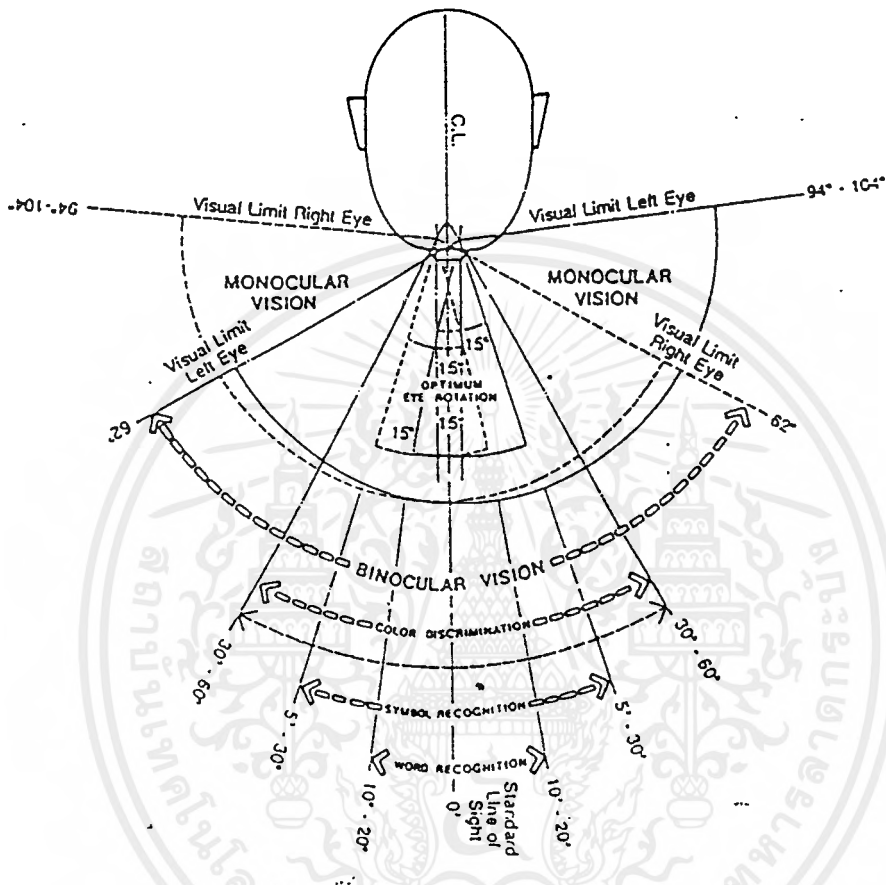 C.L.
94°-104°
Visual Limit Right Eye
Visual Limit Left Eye
94° - 104°
MONOCULAR
VISION
MONOCULAR
VISION
Visual Limit
Left Eye
Visual Limit
Right Eye
15°
15°
OPTIMUM
EYE ROTATION
15°
15°
62°
62°
BINOCULAR VISION
COLOR DISCRIMINATION
30° - 60°
30° - 60°
SYMBOL RECOGNITION
5° - 30°
5° - 30°
WORD RECOGNITION
10° - 20°
10° - 20°
0°
Standard
Line of
Sight